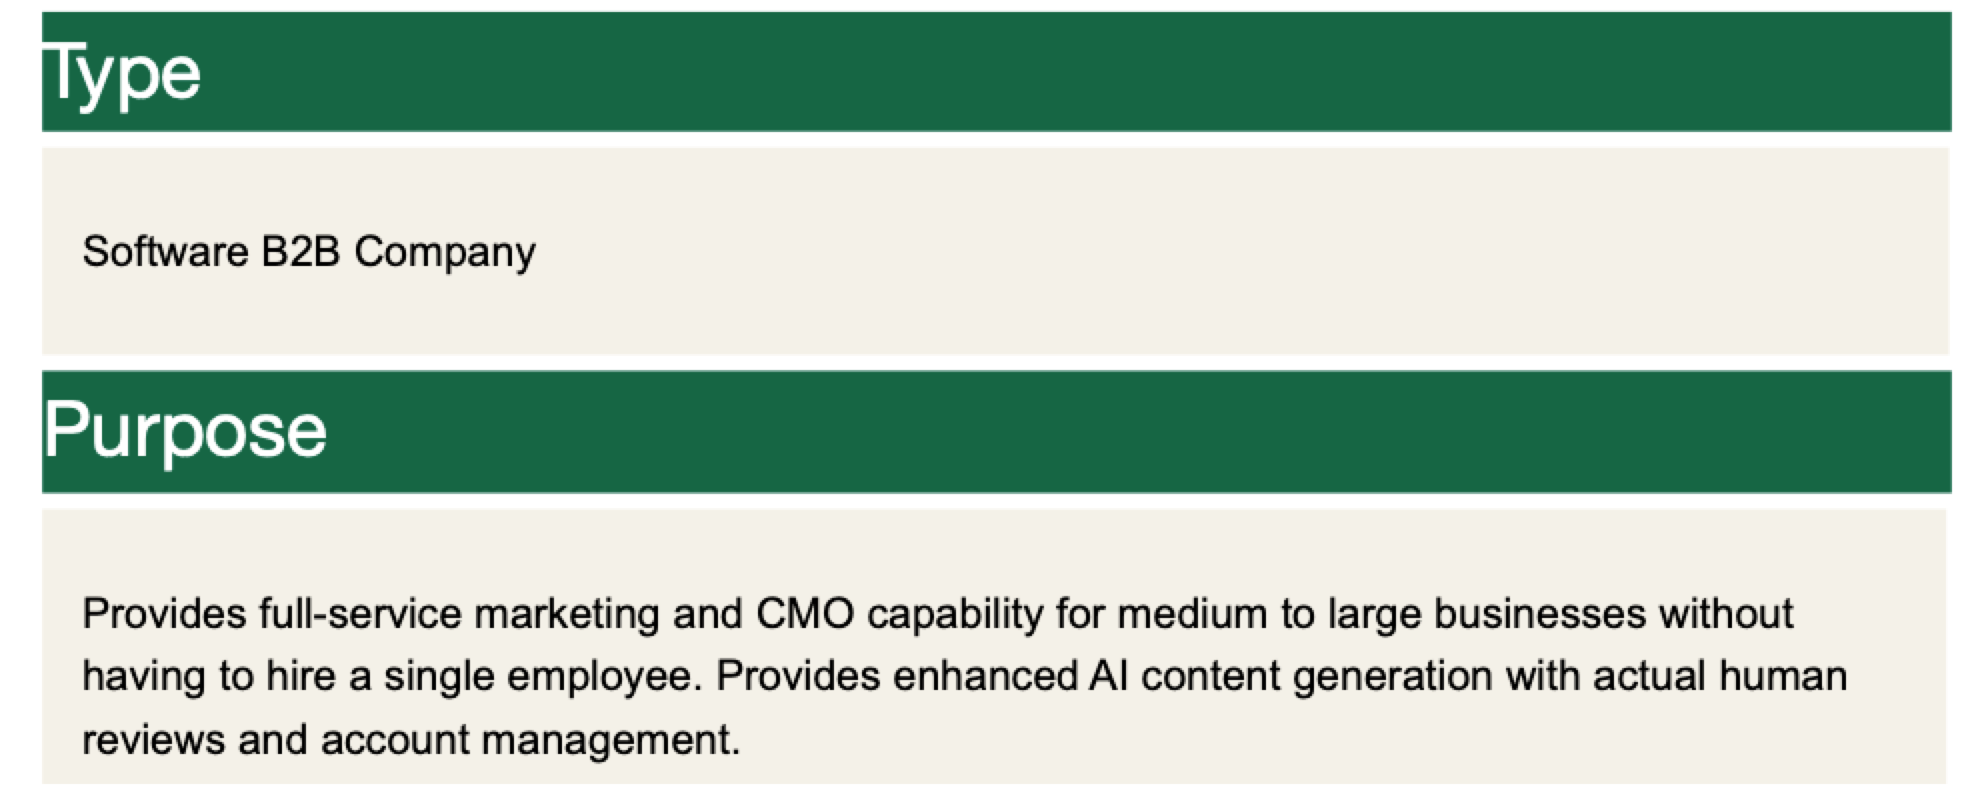 Type
Software B2B Company
Purpose
Provides full-service marketing and CMO capability for medium to large businesses without
having to hire a single employee. Provides enhanced AI content generation with actual human
reviews and account management.